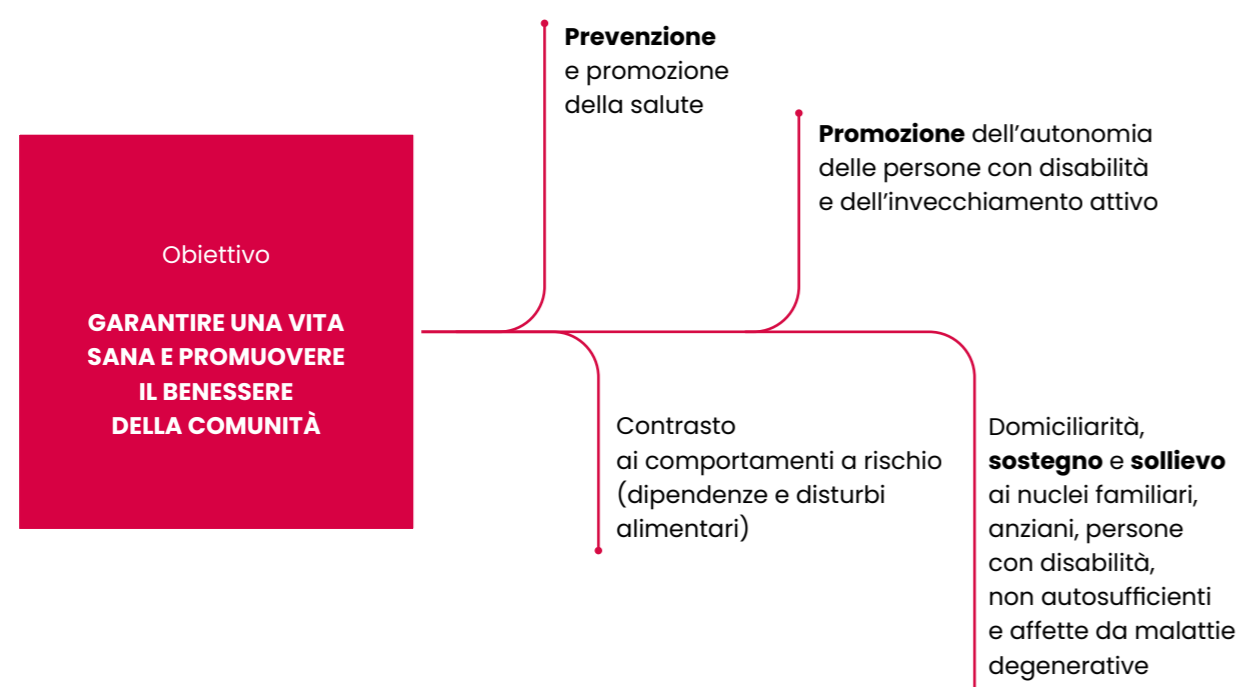 Prevenzione
e promozione
della salute
Promozione dell’autonomia
delle persone con disabilità
e dell’invecchiamento attivo
Obiettivo
GARANTIRE UNA VITA
SANA E PROMUOVERE
IL BENESSERE
DELLA COMUNITÀ
Contrasto
ai comportamenti a rischio
(dipendenze e disturbi
alimentari)
Domiciliarità,
sostegno e sollievo
ai nuclei familiari,
anziani, persone
con disabilità,
non autosufficienti
e affette da malattie
degenerative